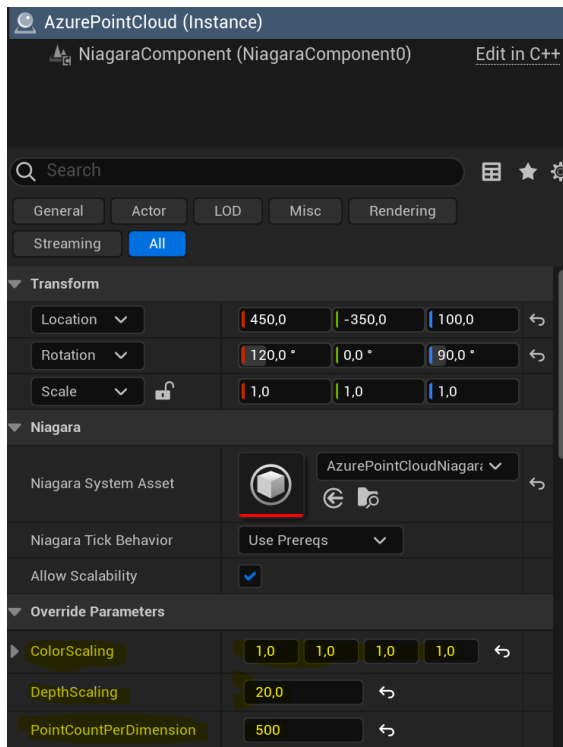 AzurePointCloud (Instance)
NiagaraComponent (NiagaraComponent0) Edit in C++
Search
General Actor LOD Misc Rendering
Streaming All
Transform
Location 450,0 -350,0 100,0
Rotation 120,0 ° 0,0 ° 90,0 °
Scale 1,0 1,0 1,0
Niagara
AzurePointCloudNiagara
Niagara System Asset
Niagara Tick Behavior Use Prereqs
Allow Scalability
Override Parameters
ColorScaling 1,0 1,0 1,0 1,0
DepthScaling 20,0
PointCountPerDimension 500